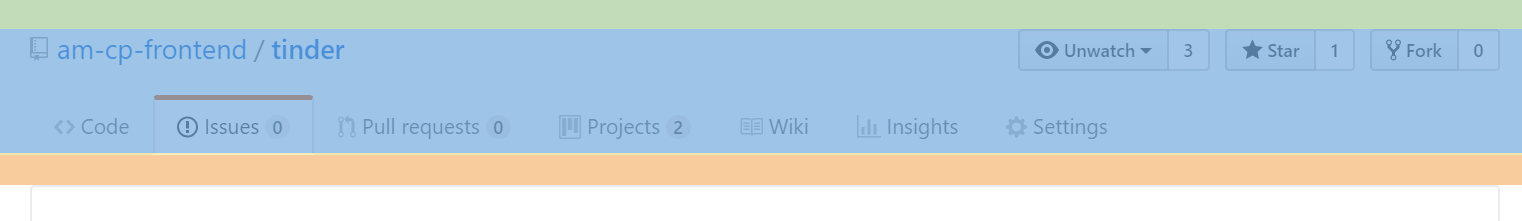 am-cp-frontend / tinder Unwatch 3 Star 1 Fork 0
Code Issues 0 Pull requests 0 Projects 2 Wiki Insights Settings